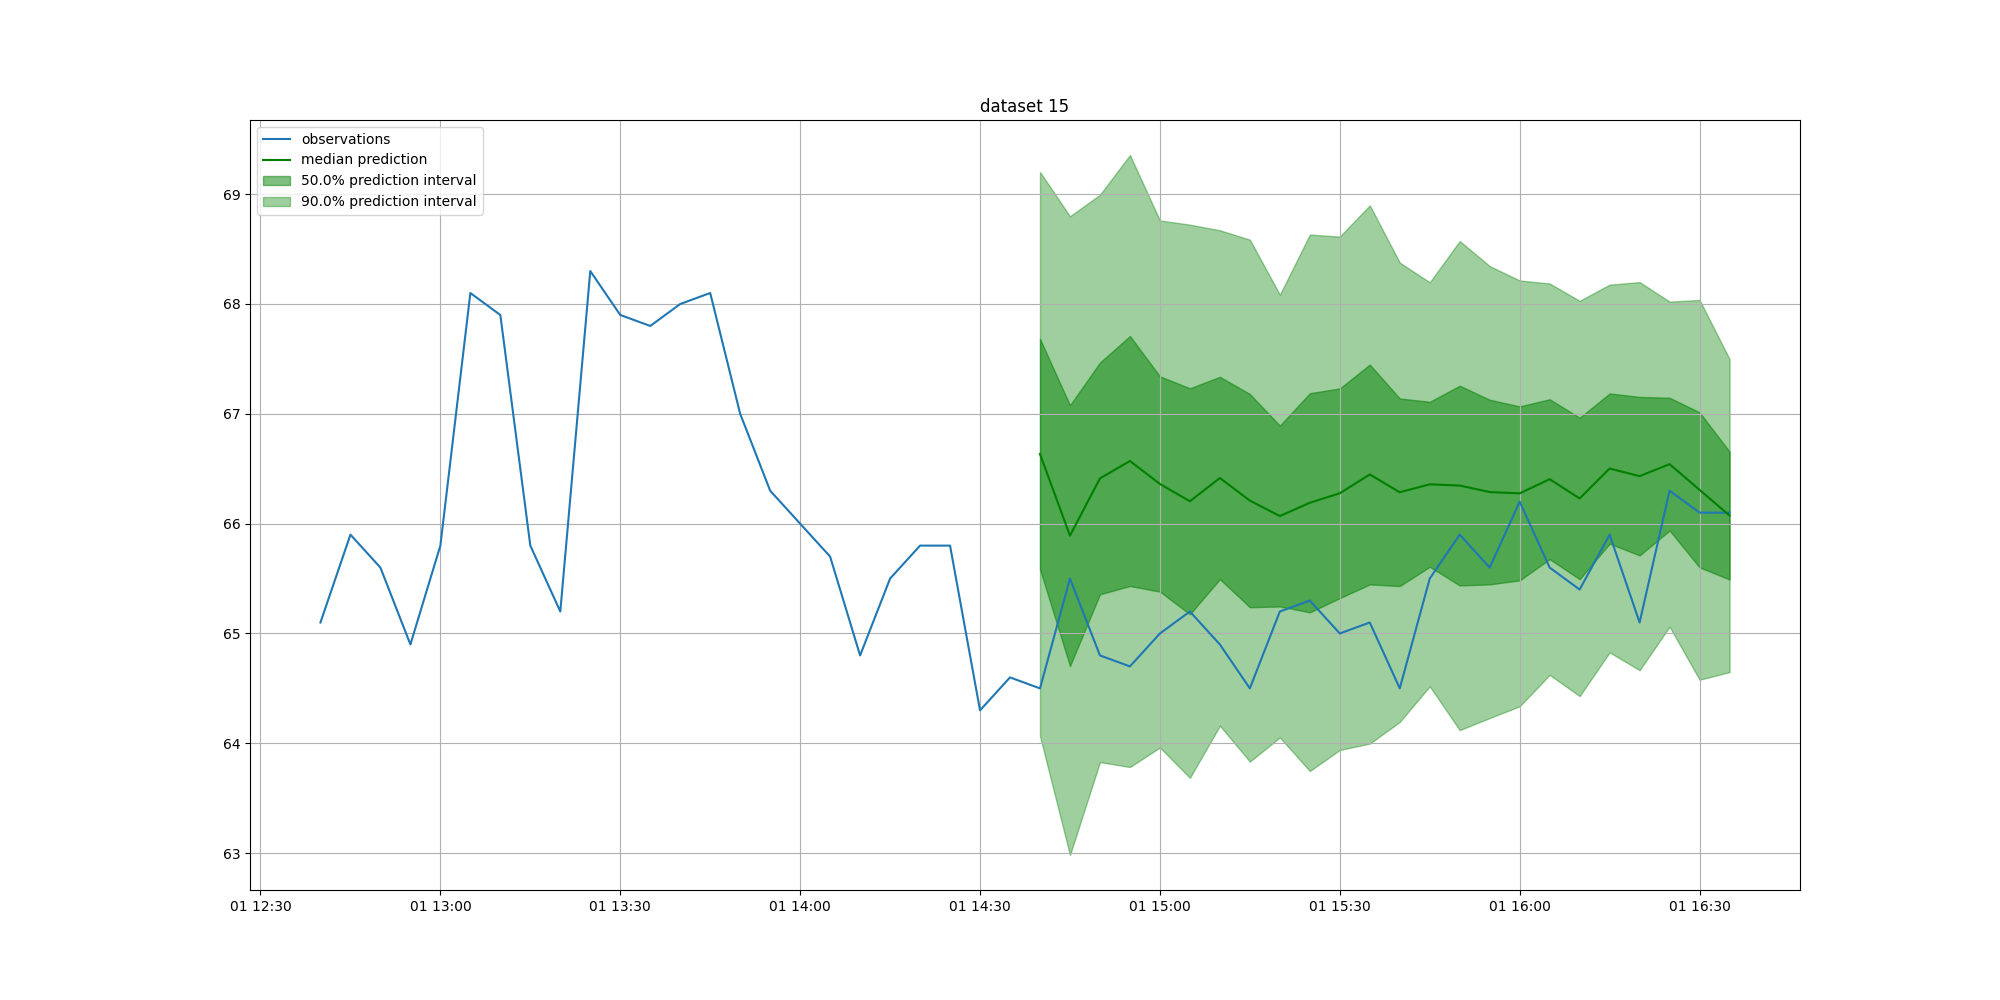 dataset 15
observations
median prediction
50.0% prediction interval
90.0% prediction interval
69
68
67
66
65
64
63
01 12:30 01 13:00 01 13:30 01 14:00 01 14:30 01 15:00 01 15:30 01 16:00 01 16:30